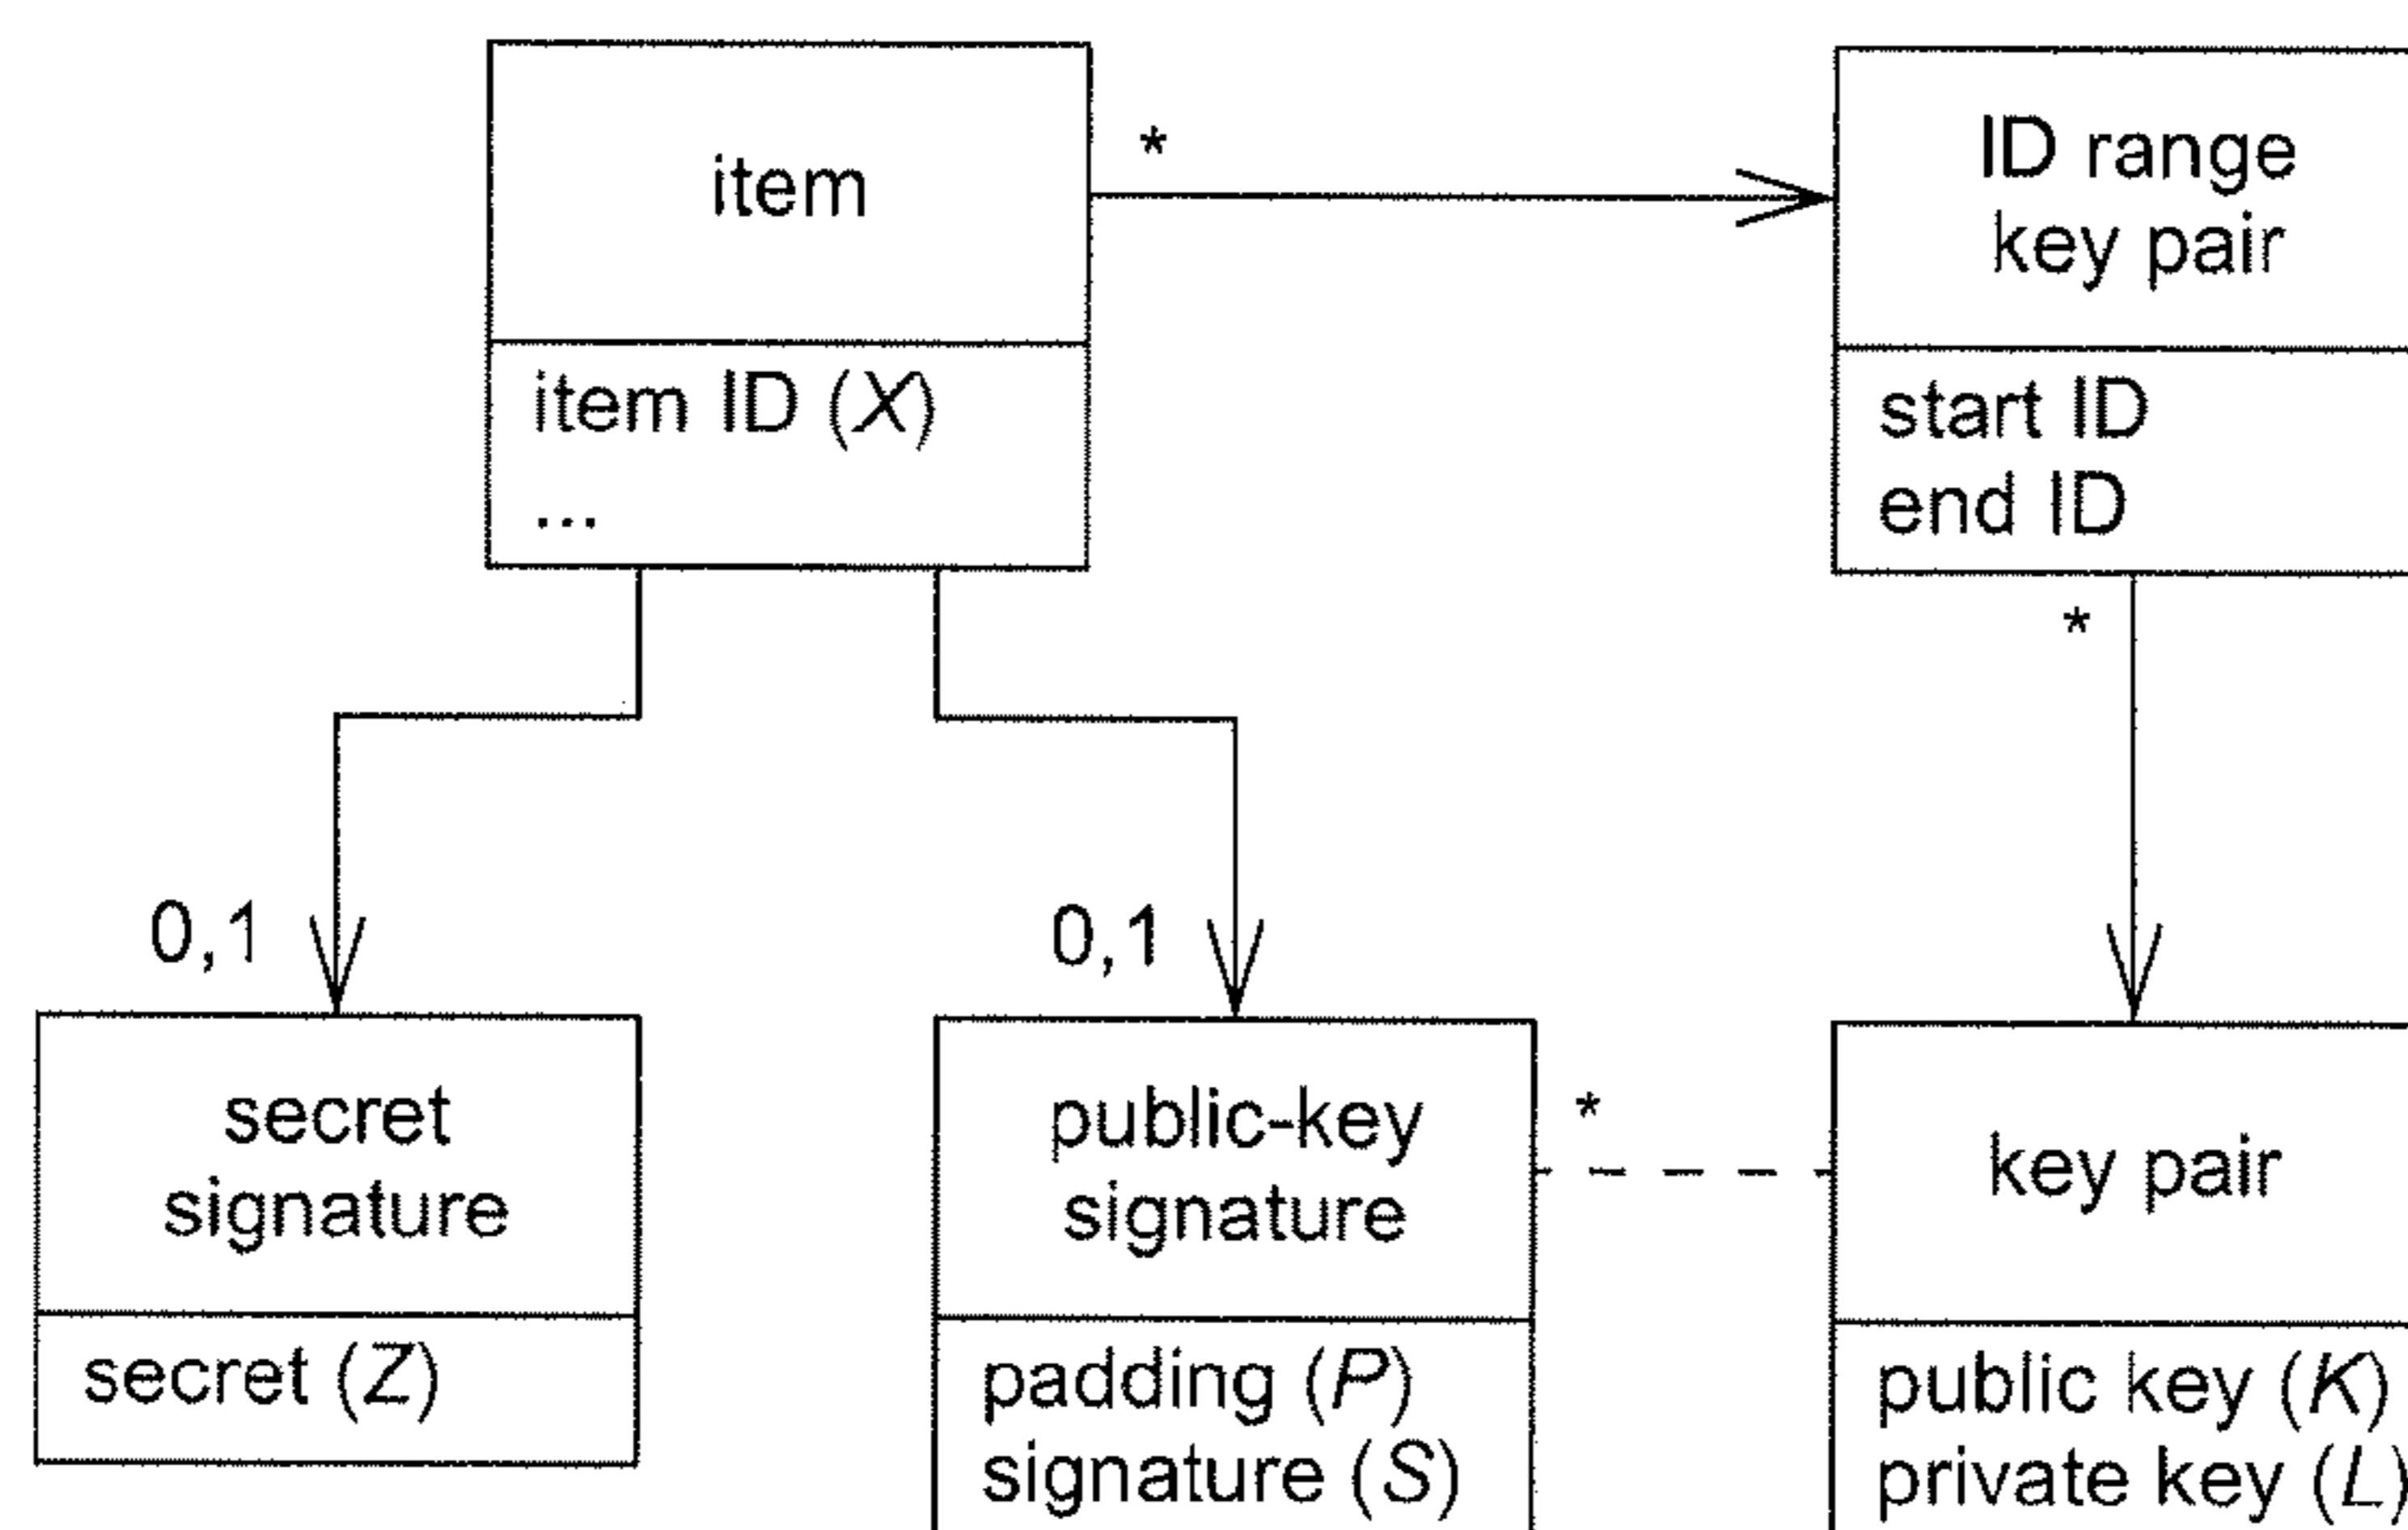 item
item ID (X)
...
*
ID range
key pair
start ID
end ID
*
0,1
0,1
secret
signature
secret (Z)
public-key
signature
padding (P)
signature (S)
*
key pair
public key (K)
private key (L)